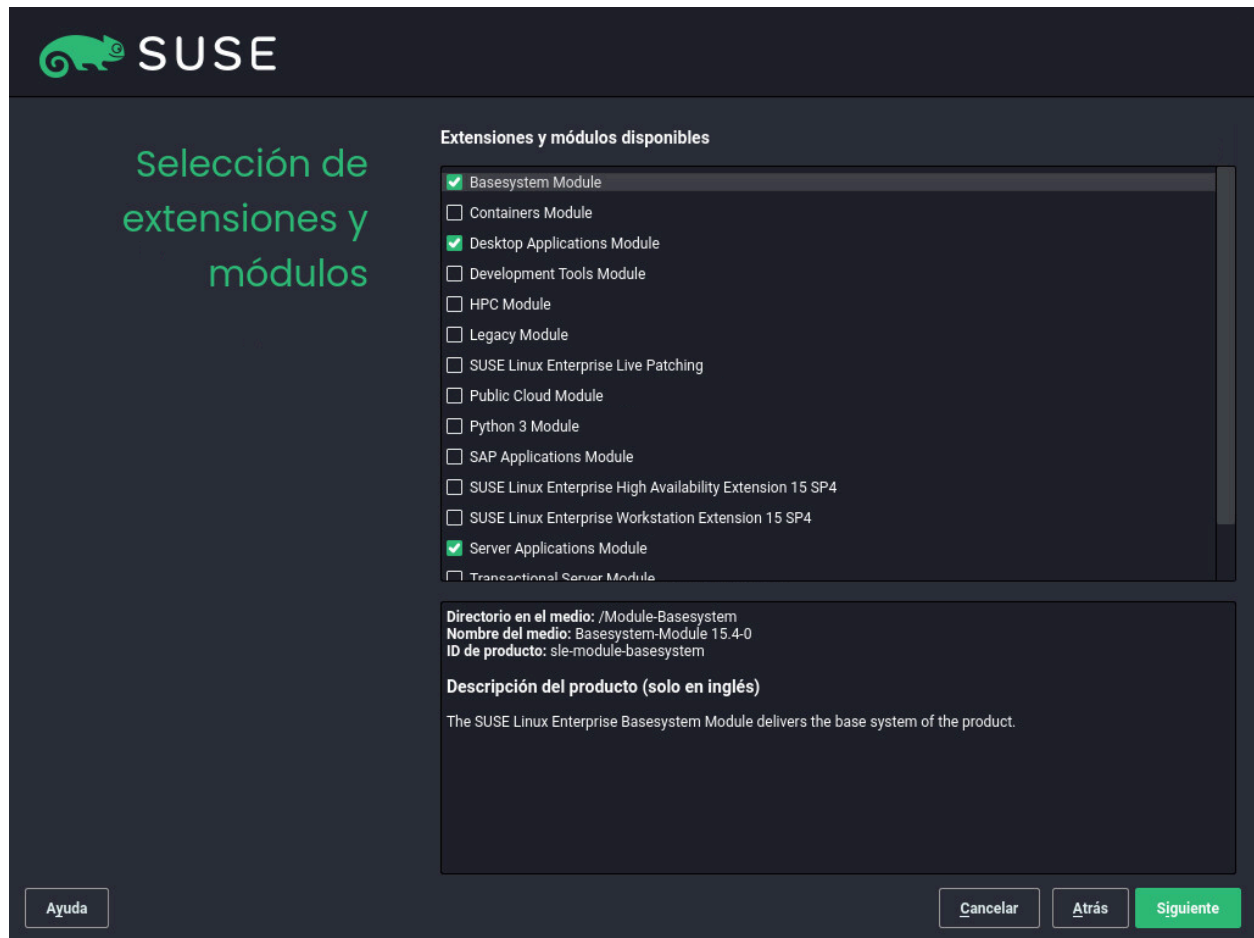 SUSE
Selección de
extensiones y
módulos
Extensiones y módulos disponibles
Basesystem Module
Containers Module
Desktop Applications Module
Development Tools Module
HPC Module
Legacy Module
SUSE Linux Enterprise Live Patching
Public Cloud Module
Python 3 Module
SAP Applications Module
SUSE Linux Enterprise High Availability Extension 15 SP4
SUSE Linux Enterprise Workstation Extension 15 SP4
Server Applications Module
Transactional Server Module
Directorio en el medio: /Module-Basesystem
Nombre del medio: Basesystem-Module 15.4-0
ID de producto: sle-module-basesystem
Descripción del producto (solo en inglés)
The SUSE Linux Enterprise Basesystem Module delivers the base system of the product.
Ayuda
Cancelar
Atrás
Siguiente